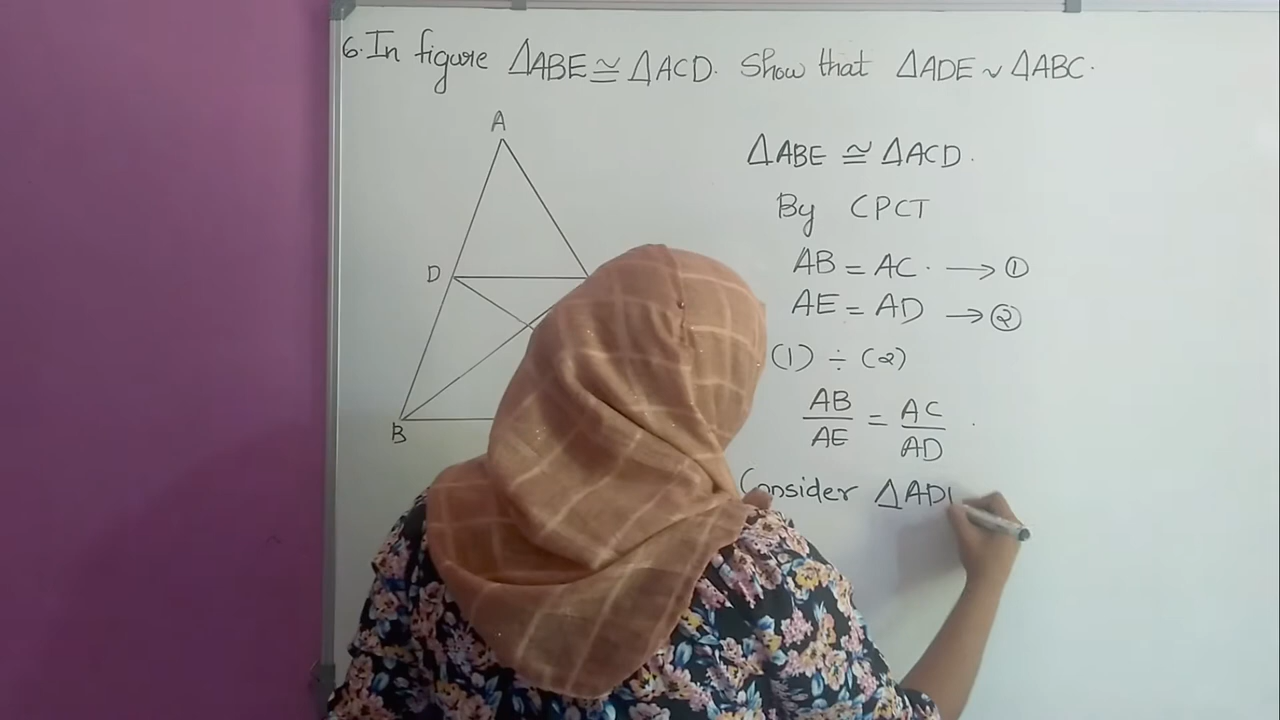 6. In figure ΔABE ≅ ΔACD. Show that ΔADE ~ ΔABC.
A
D
B
ΔABE ≅ ΔACD.
By CPCT
AB = AC. → ①
AE = AD → ②
(1) ÷ (2)
AB/AE = AC/AD
Consider ΔAD